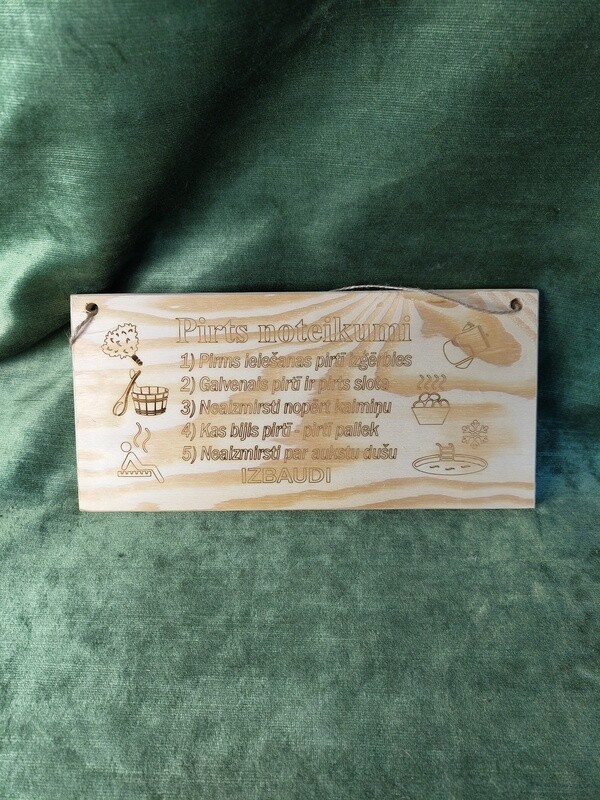 Pirts noteikumi
1) Pirms ieiešanas pirtī izģērbies
2) Galvenais pirtī ir pirts slota
3) Neaizmirsti nopērt kaimiņu
4) Kas bijis pirtī - pirtī paliek
5) Neaizmirsti par aukstu dušu
IZBAUDI